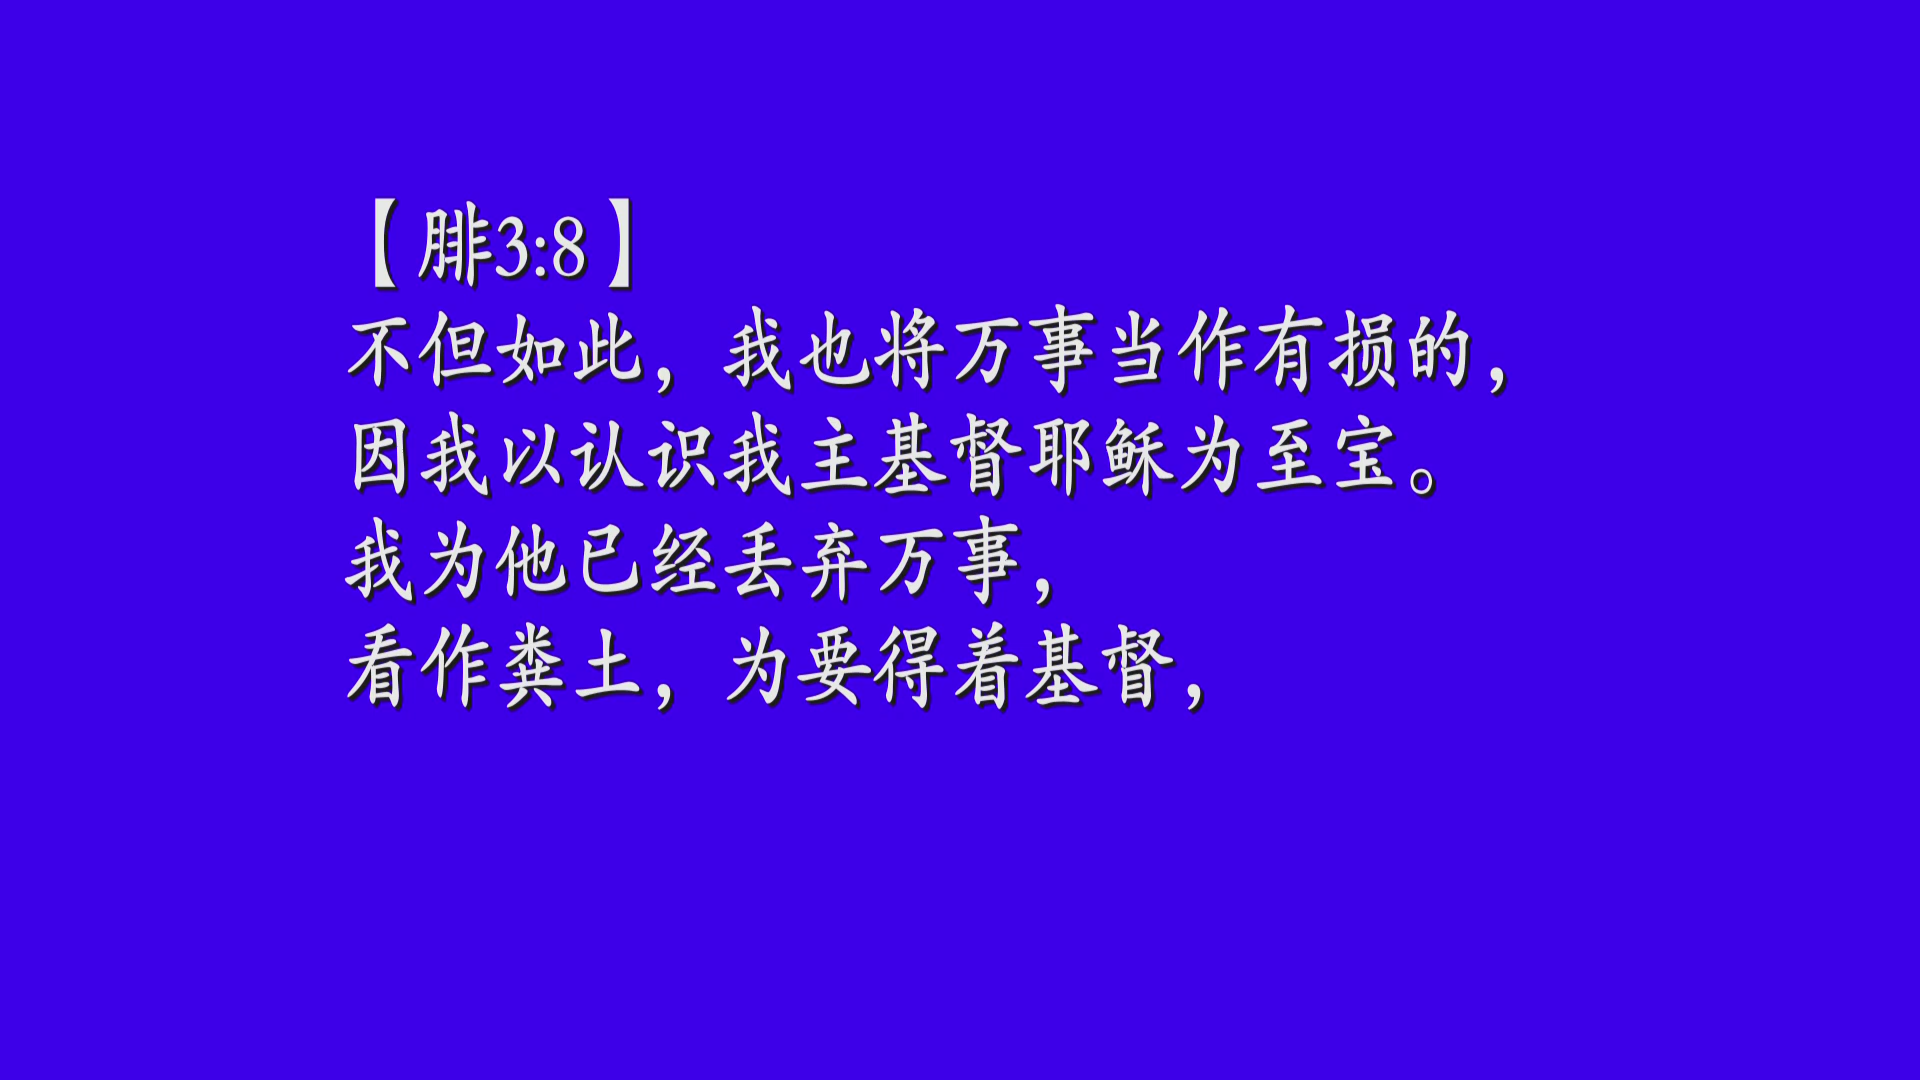 【腓3:8】
不但如此，我也将万事当作有损的，
因我以认识我主基督耶稣为至宝。
我为他已经丢弃万事，
看作粪土，为要得着基督，